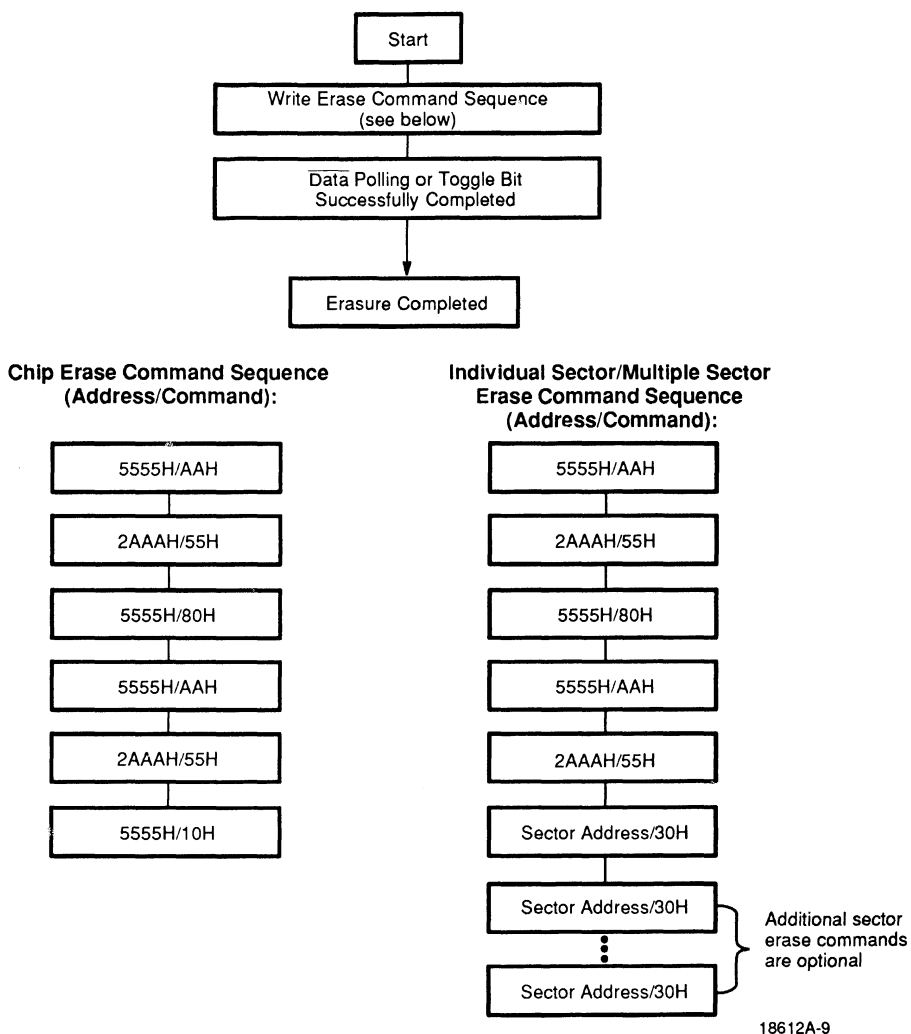 Start
Write Erase Command Sequence
(see below)
Data Polling or Toggle Bit
Successfully Completed
Erasure Completed
Chip Erase Command Sequence
(Address/Command):
5555H/AAH
2AAAH/55H
5555H/80H
5555H/AAH
2AAAH/55H
5555H/10H
Individual Sector/Multiple Sector
Erase Command Sequence
(Address/Command):
5555H/AAH
2AAAH/55H
5555H/80H
5555H/AAH
2AAAH/55H
Sector Address/30H
Sector Address/30H
Sector Address/30H
Additional sector
erase commands
are optional
18612A-9